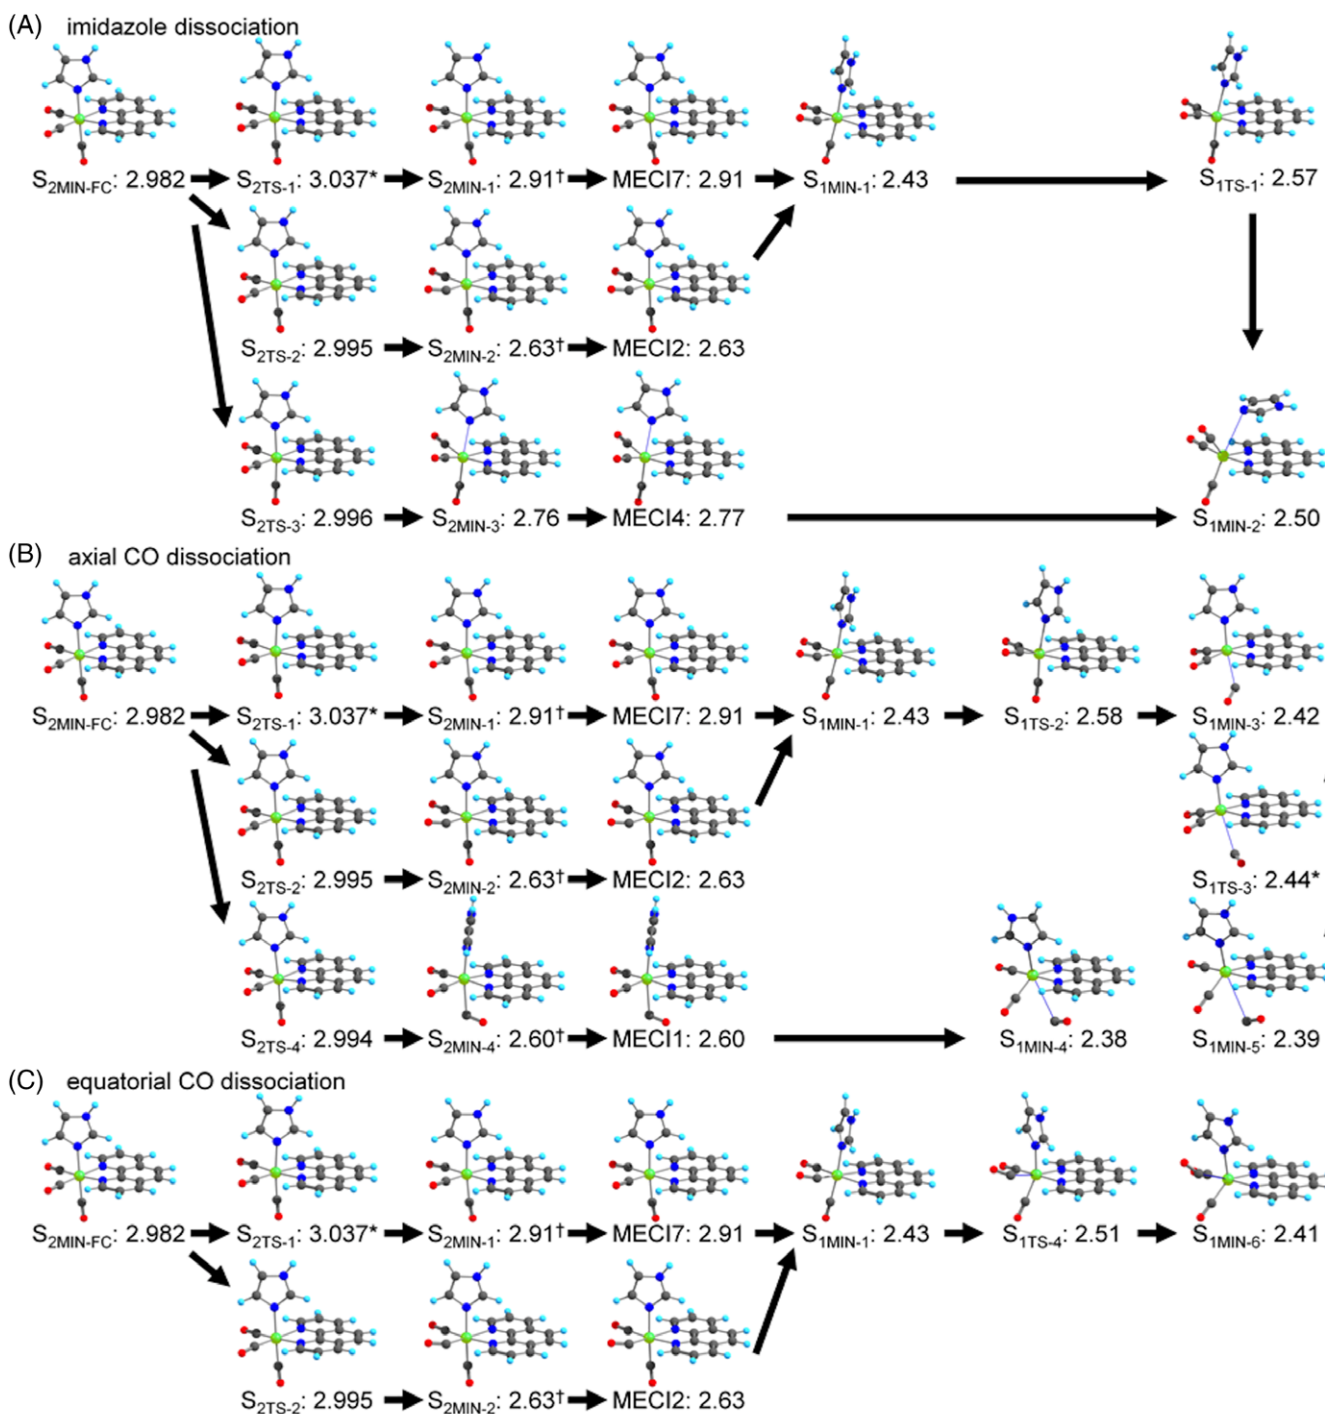 (A) imidazole dissociation
S2MIN-FC: 2.982 S2TS-1: 3.037* S2MIN-1: 2.91† MECI7: 2.91 S1MIN-1: 2.43 S1TS-1: 2.57
S2TS-2: 2.995 S2MIN-2: 2.63† MECI2: 2.63
S2TS-3: 2.996 S2MIN-3: 2.76 MECI4: 2.77 S1MIN-2: 2.50
(B) axial CO dissociation
S2MIN-FC: 2.982 S2TS-1: 3.037* S2MIN-1: 2.91† MECI7: 2.91 S1MIN-1: 2.43 S1TS-2: 2.58 S1MIN-3: 2.42
S2TS-2: 2.995 S2MIN-2: 2.63† MECI2: 2.63 S1TS-3: 2.44*
S2TS-4: 2.994 S2MIN-4: 2.60† MECI1: 2.60 S1MIN-4: 2.38 S1MIN-5: 2.39
(C) equatorial CO dissociation
S2MIN-FC: 2.982 S2TS-1: 3.037* S2MIN-1: 2.91† MECI7: 2.91 S1MIN-1: 2.43 S1TS-4: 2.51 S1MIN-6: 2.41
S2TS-2: 2.995 S2MIN-2: 2.63† MECI2: 2.63